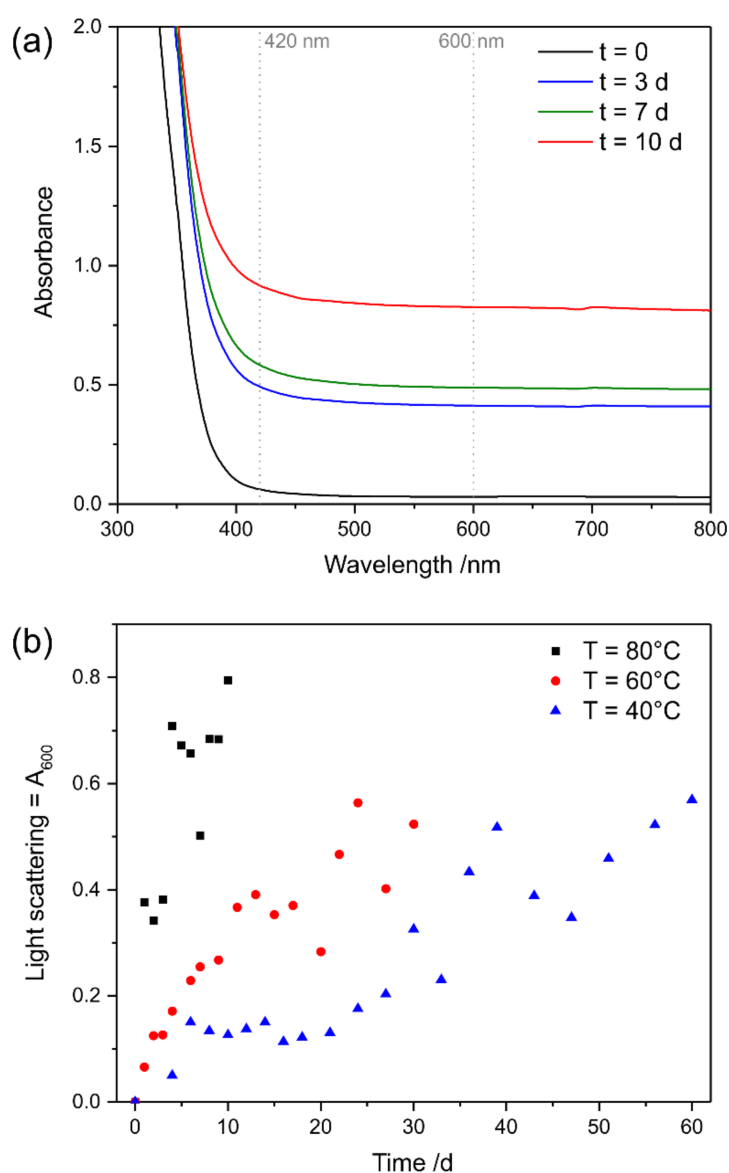 (a)
420 nm
600 nm
t = 0
t = 3 d
t = 7 d
t = 10 d
2.0
1.5
1.0
0.5
0.0
Absorbance
300 400 500 600 700 800
Wavelength /nm
(b)
T = 80°C
T = 60°C
T = 40°C
0.8
0.6
0.4
0.2
0.0
Light scattering = A600
0 10 20 30 40 50 60
Time /d